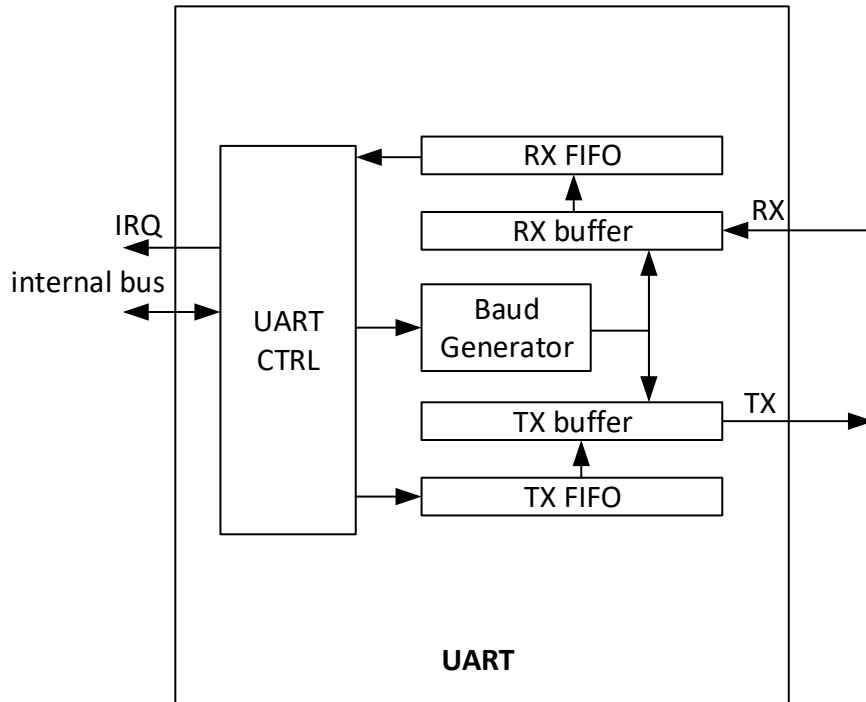 RX FIFO
IRQ
RX buffer
RX
internal bus
UART
CTRL
Baud
Generator
TX buffer
TX
TX FIFO
UART